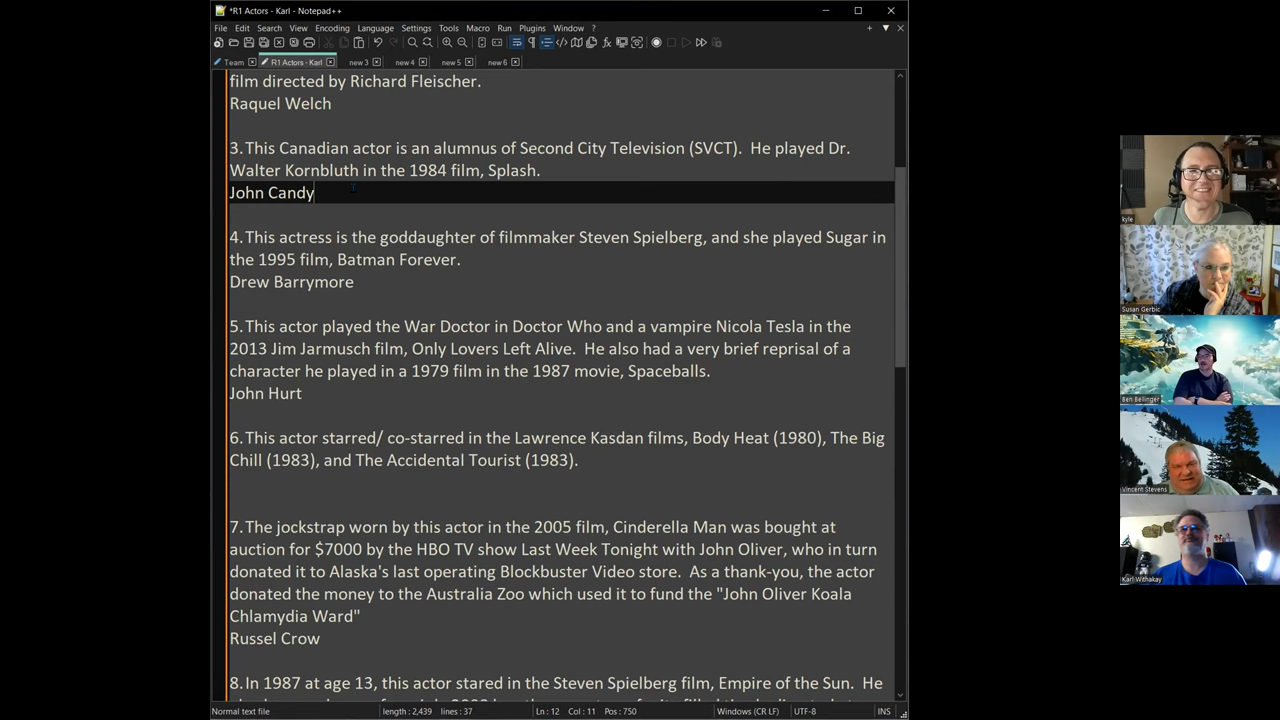 *R1 Actors - Karl - Notepad++
File Edit Search View Encoding Language Settings Tools Macro Run Plugins Window ?
Team R1 Actors - Karl new 3 new 4 new 5 new 6
film directed by Richard Fleischer.
Raquel Welch
3. This Canadian actor is an alumnus of Second City Television (SVCT). He played Dr.
Walter Kornbluth in the 1984 film, Splash.
John Candy
4. This actress is the goddaughter of filmmaker Steven Spielberg, and she played Sugar in
the 1995 film, Batman Forever.
Drew Barrymore
5. This actor played the War Doctor in Doctor Who and a vampire Nicola Tesla in the
2013 Jim Jarmusch film, Only Lovers Left Alive. He also had a very brief reprisal of a
character he played in a 1979 film in the 1987 movie, Spaceballs.
John Hurt
6. This actor starred/ co-starred in the Lawrence Kasdan films, Body Heat (1980), The Big
Chill (1983), and The Accidental Tourist (1983).
7. The jockstrap worn by this actor in the 2005 film, Cinderella Man was bought at
auction for $7000 by the HBO TV show Last Week Tonight with John Oliver, who in turn
donated it to Alaska's last operating Blockbuster Video store. As a thank-you, the actor
donated the money to the Australia Zoo which used it to fund the "John Oliver Koala
Chlamydia Ward"
Russel Crow
8. In 1987 at age 13, this actor stared in the Steven Spielberg film, Empire of the Sun. He
Normal text file length : 2,439 lines : 37 Ln : 12 Col : 11 Pos : 750 Windows (CR LF) UTF-8 INS
kyle
Susan Gerbic
Ben Bellinger
Vincent Stevens
Karl Withakay